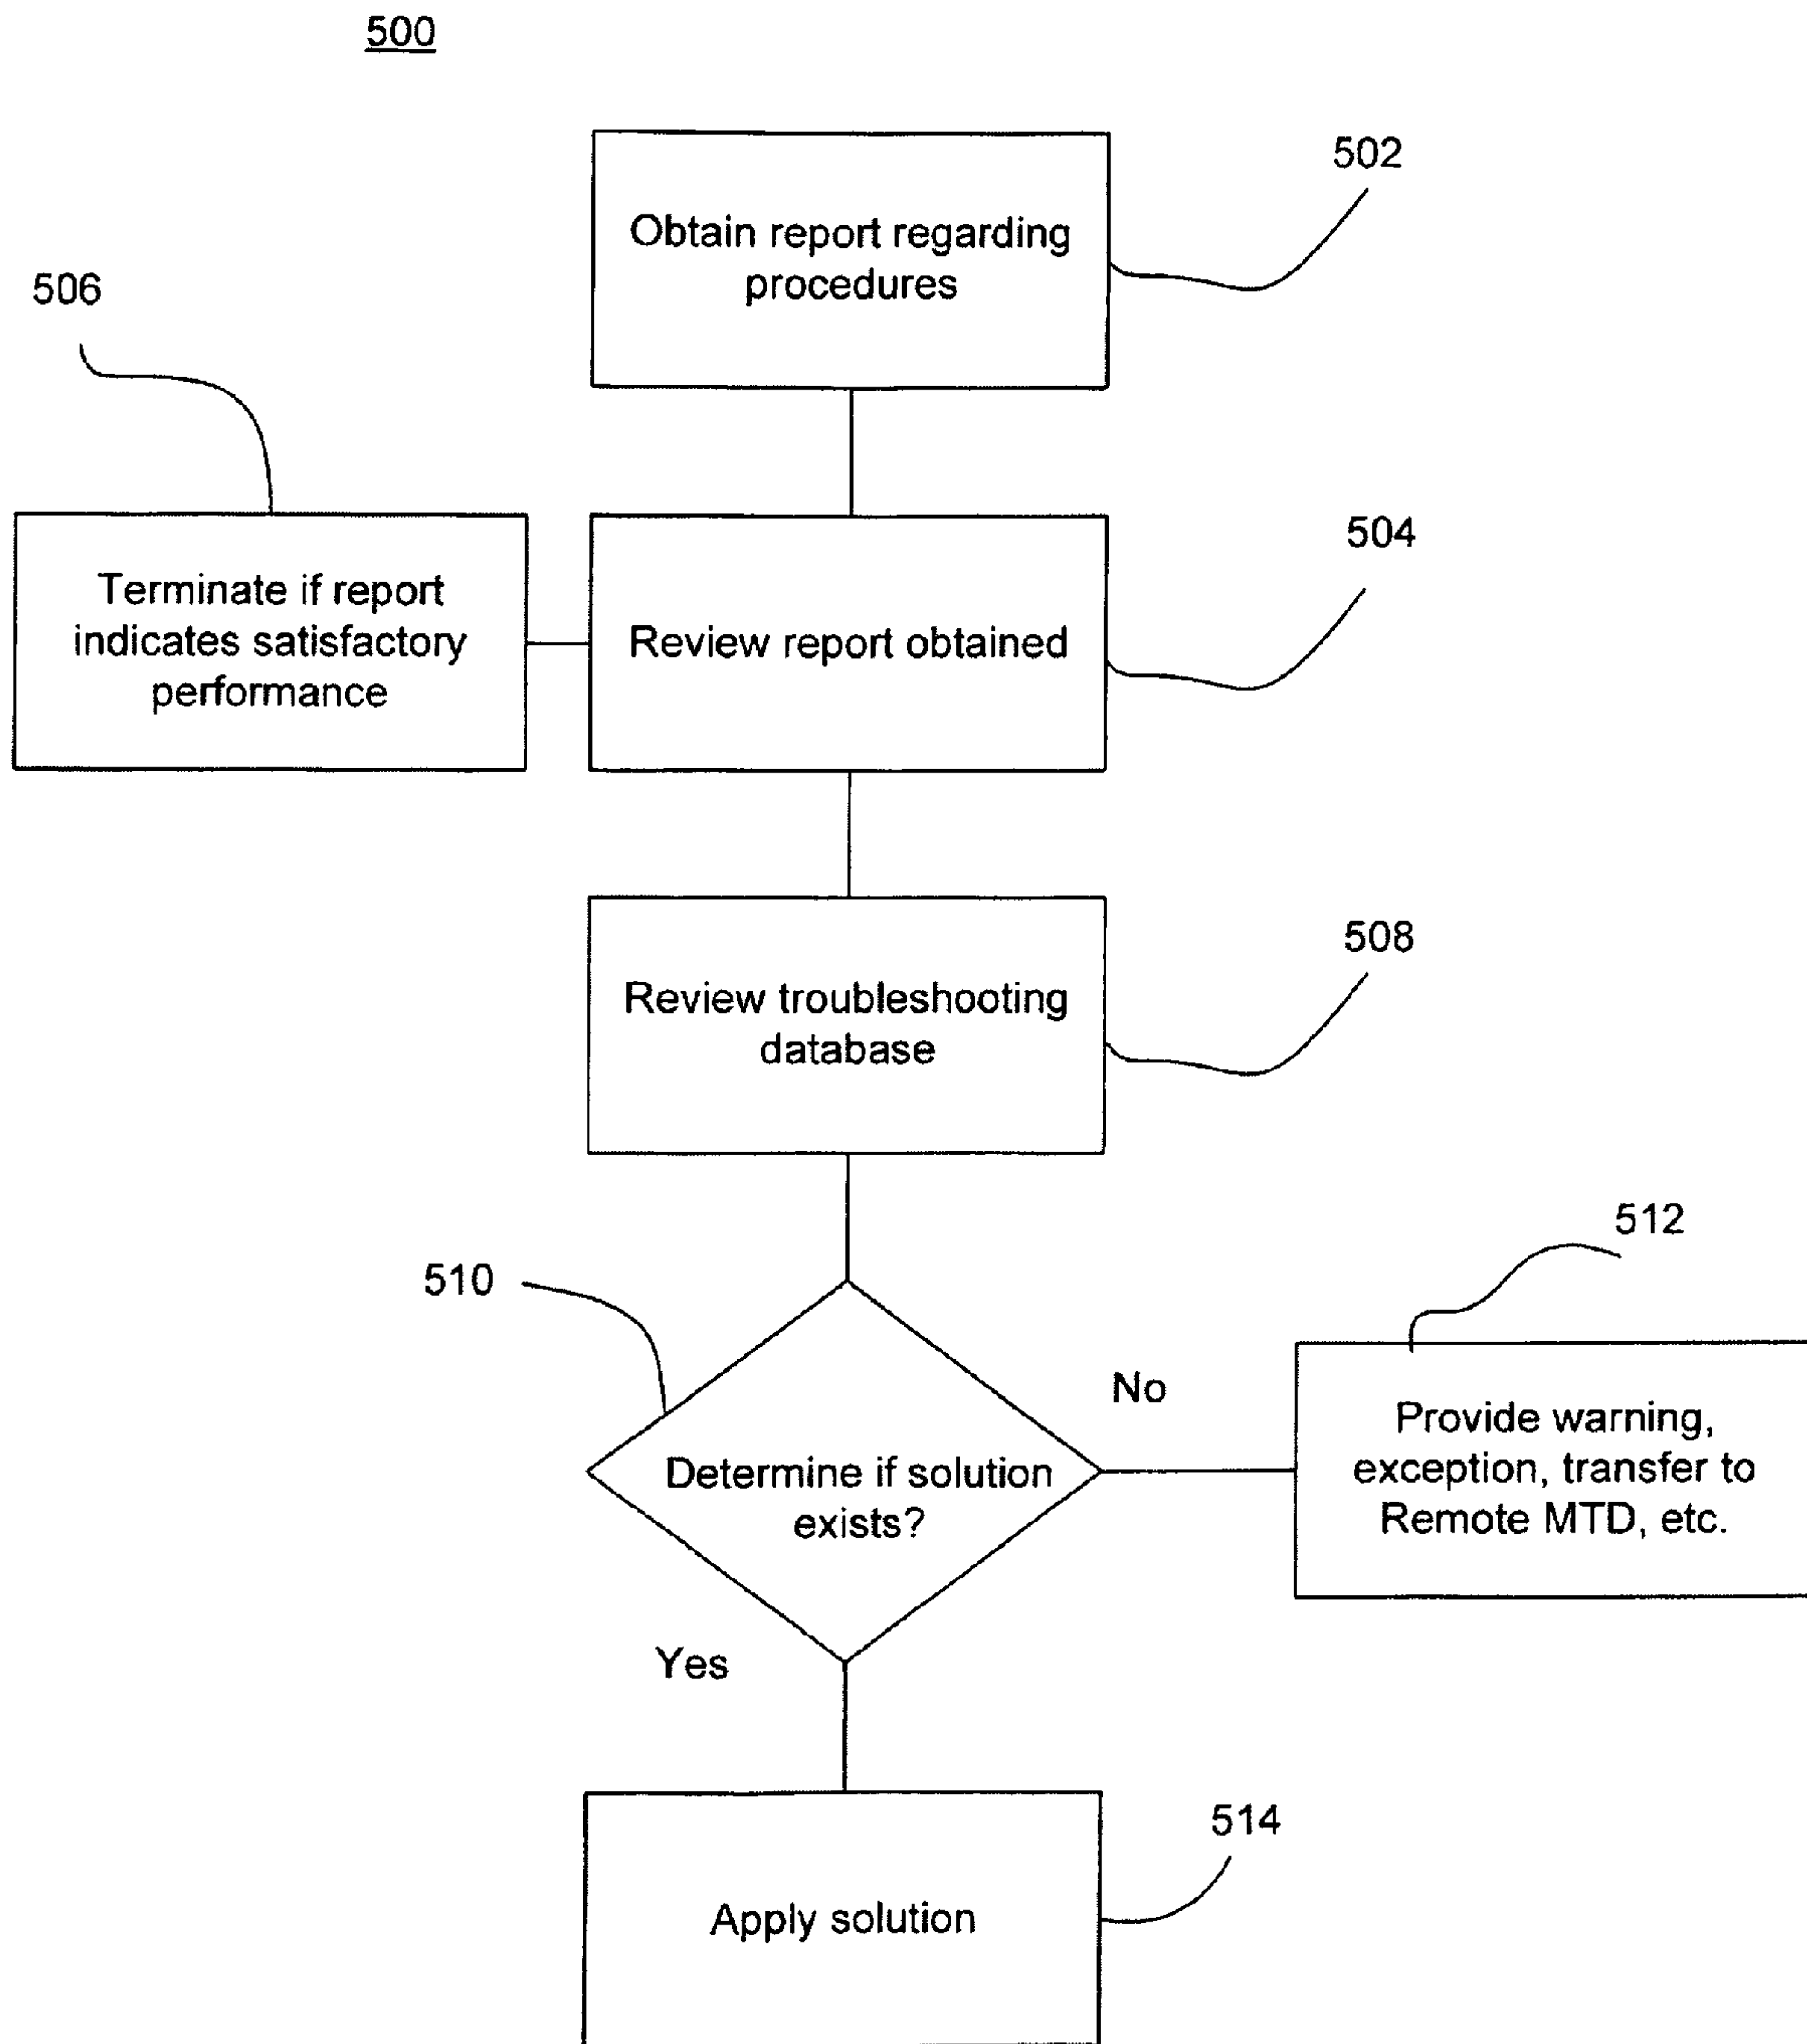 500
502
Obtain report regarding
procedures
506
504
Terminate if report
indicates satisfactory
performance
Review report obtained
508
Review troubleshooting
database
510
512
No
Determine if solution
exists?
Provide warning,
exception, transfer to
Remote MTD, etc.
Yes
514
Apply solution